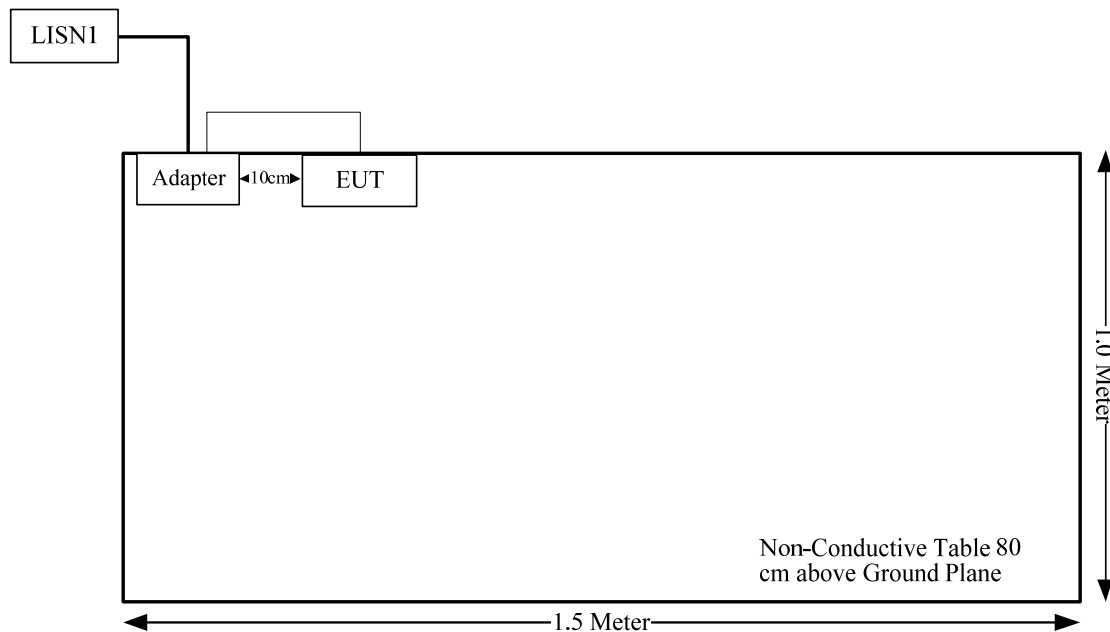 LISN1
Adapter
10cm
EUT
1.0 Meter
Non-Conductive Table 80
cm above Ground Plane
1.5 Meter